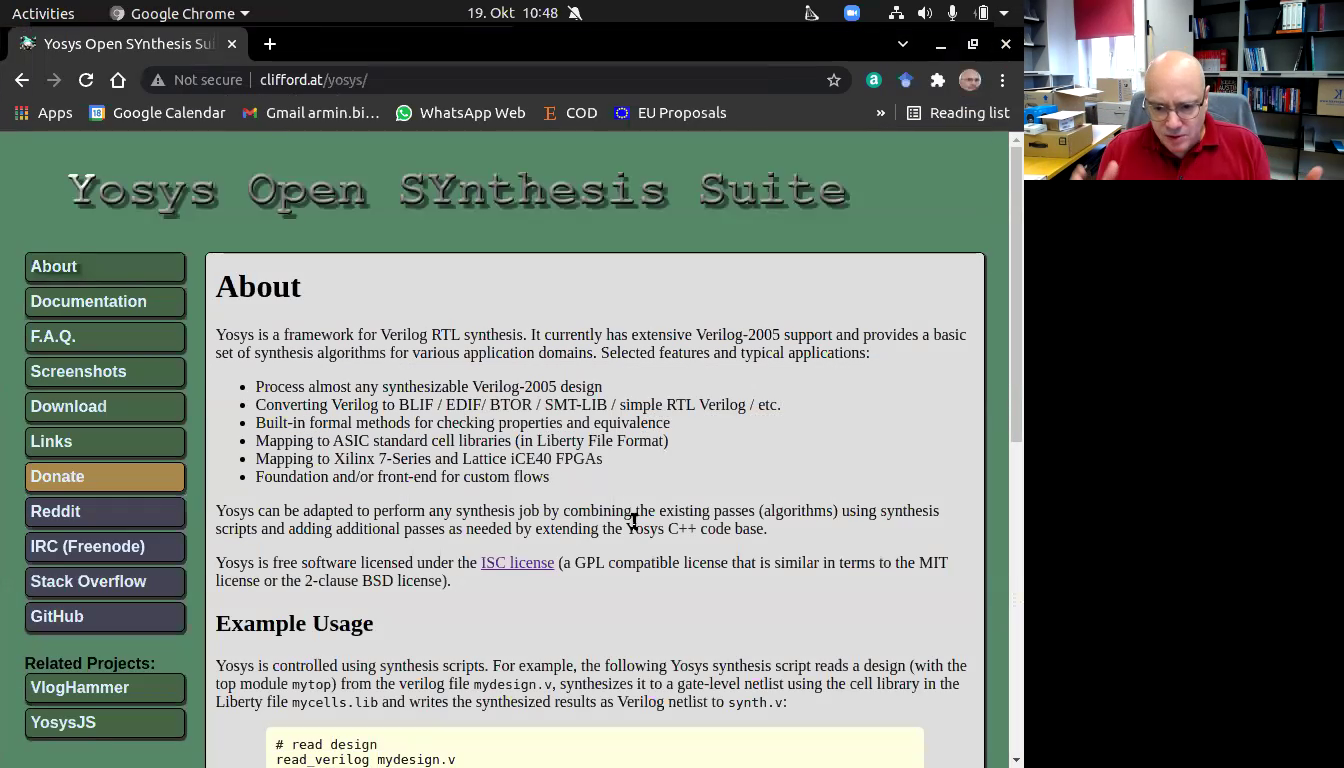 Activities
Google Chrome
19. Okt 10:48
Yosys Open SYnthesis Sui
Not secure
clifford.at/yosys/
Apps
Google Calendar
Gmail armin.bi...
WhatsApp Web
COD
EU Proposals
»
Reading list
Yosys Open SYnthesis Suite
About
Documentation
F.A.Q.
Screenshots
Download
Links
Donate
Reddit
IRC (Freenode)
Stack Overflow
GitHub
Related Projects:
VlogHammer
YosysJS
About
Yosys is a framework for Verilog RTL synthesis. It currently has extensive Verilog-2005 support and provides a basic
set of synthesis algorithms for various application domains. Selected features and typical applications:
• Process almost any synthesizable Verilog-2005 design
• Converting Verilog to BLIF / EDIF/ BTOR / SMT-LIB / simple RTL Verilog / etc.
• Built-in formal methods for checking properties and equivalence
• Mapping to ASIC standard cell libraries (in Liberty File Format)
• Mapping to Xilinx 7-Series and Lattice iCE40 FPGAs
• Foundation and/or front-end for custom flows
Yosys can be adapted to perform any synthesis job by combining the existing passes (algorithms) using synthesis
scripts and adding additional passes as needed by extending the Yosys C++ code base.
Yosys is free software licensed under the ISC license (a GPL compatible license that is similar in terms to the MIT
license or the 2-clause BSD license).
Example Usage
Yosys is controlled using synthesis scripts. For example, the following Yosys synthesis script reads a design (with the
top module mytop) from the verilog file mydesign.v, synthesizes it to a gate-level netlist using the cell library in the
Liberty file mycells.lib and writes the synthesized results as Verilog netlist to synth.v:
# read design
read_verilog mydesign.v